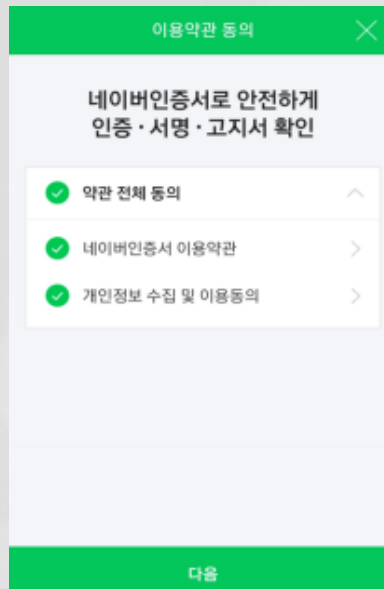 이용약관 동의
네이버인증서로 안전하게
인증 · 서명 · 고지서 확인
약관 전체 동의
네이버인증서 이용약관
개인정보 수집 및 이용동의
다음